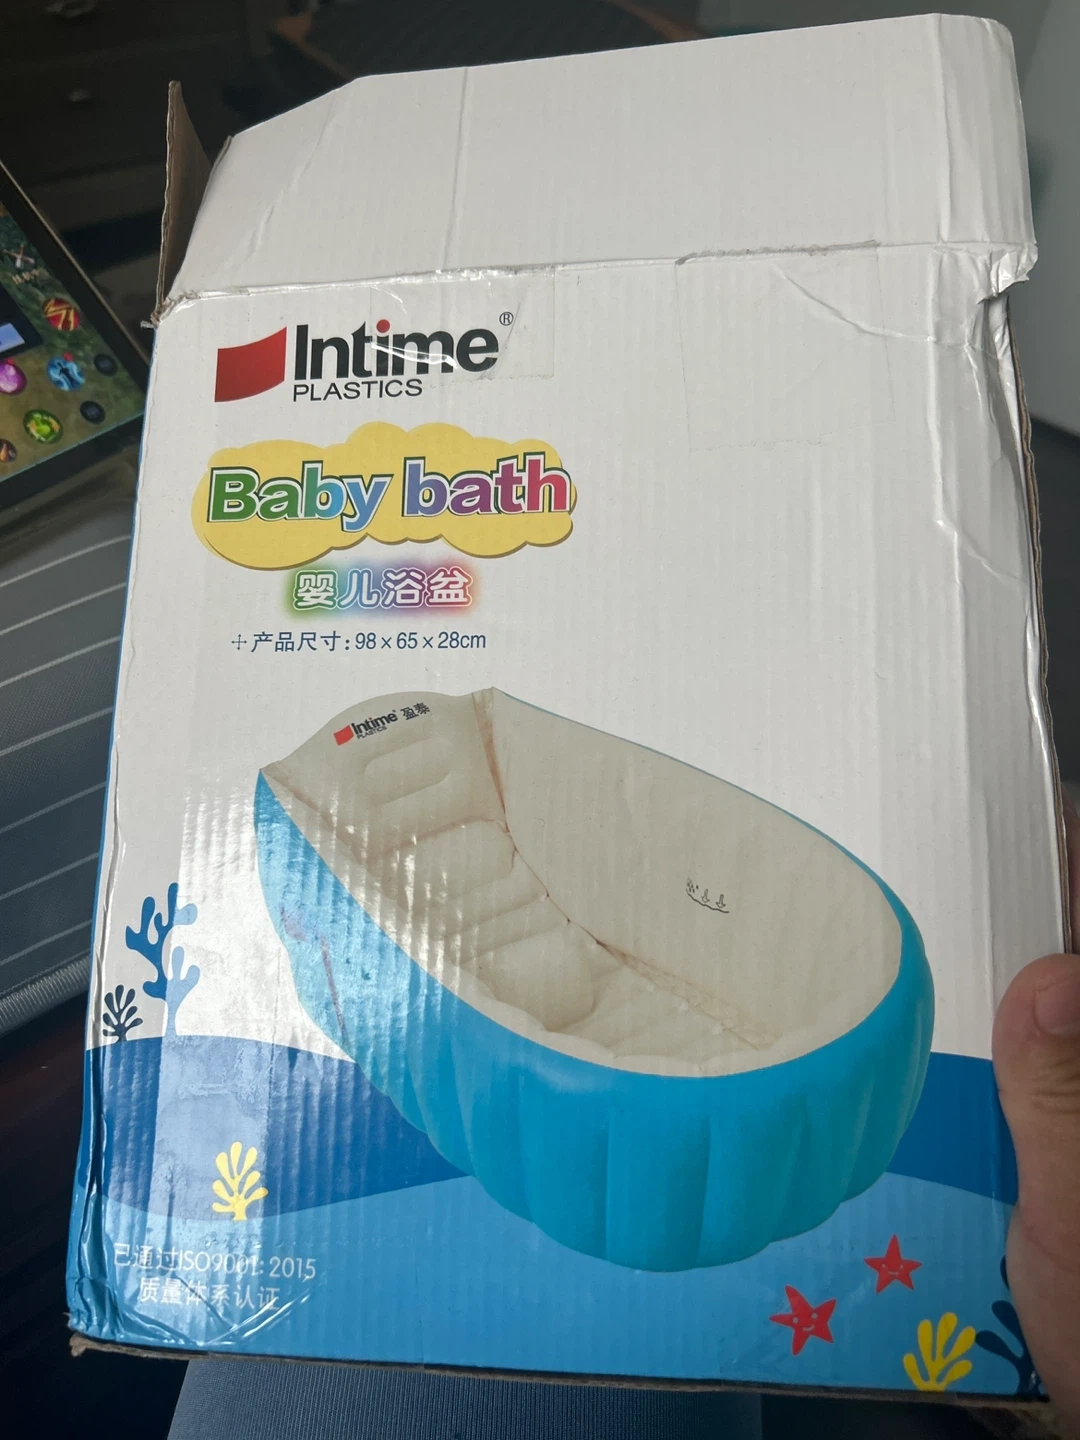 Intime®
PLASTICS
Baby bath
婴儿浴盆
产品尺寸: 98×65×28cm
Intime® 盈泰
PLASTICS
已通过ISO9001: 2015
质量体系认证